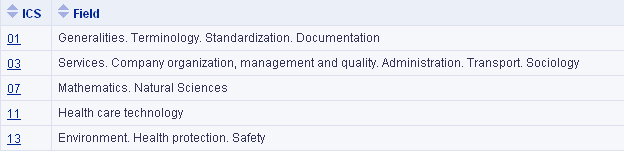 ICS Field
01 Generalities. Terminology. Standardization. Documentation
03 Services. Company organization, management and quality. Administration. Transport. Sociology
07 Mathematics. Natural Sciences
11 Health care technology
13 Environment. Health protection. Safety